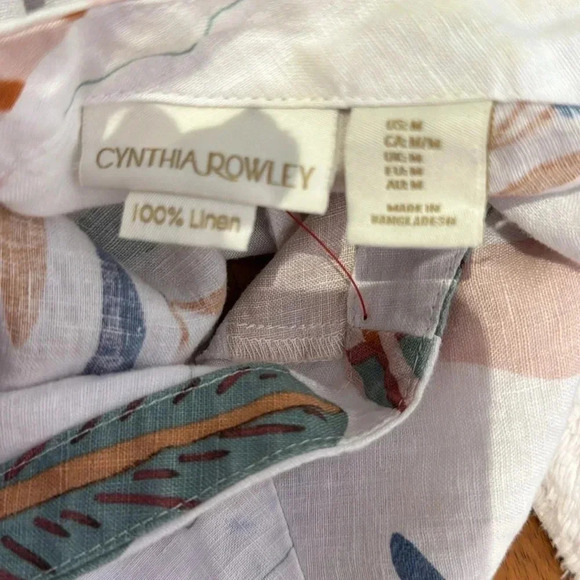 CYNTHIA ROWLEY
100% Linen
US: M
CA: M/M
UK: M
EU: M
AU: M
MADE IN
BANGLADESH